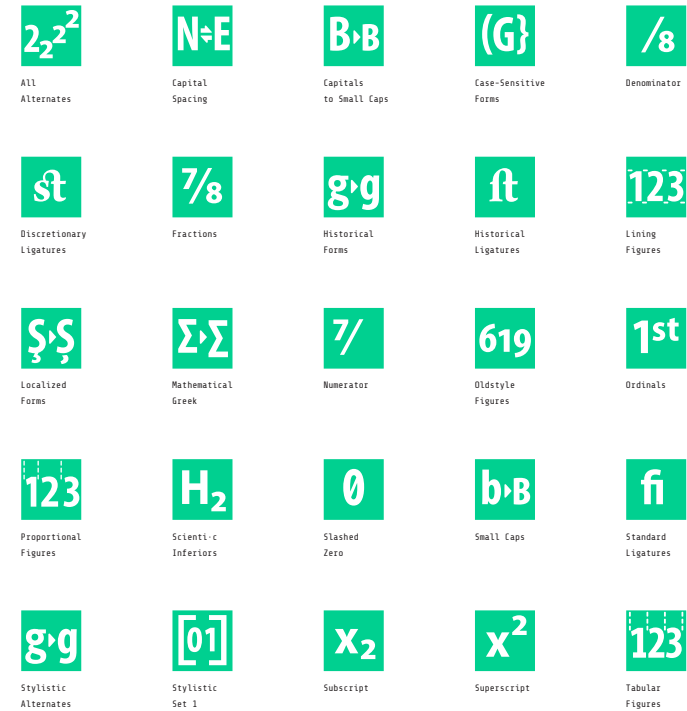 2₂2² N⇌E B▸ʙ (G} /₈
All Capital Capitals Case-Sensitive Denominator
Alternates Spacing to Small Caps Forms
st ⁷/₈ g▸g ſt 123
Discretionary Fractions Historical Historical Lining
Ligatures Forms Ligatures Figures
Ş▸Ș Σ▸Σ ⁷/ 619 1st
Localized Mathematical Numerator Oldstyle Ordinals
Forms Greek Figures
123 H₂ 0 b▸ʙ fi
Proportional Scienti·c Slashed Small Caps Standard
Figures Inferiors Zero Ligatures
g▸g [01] x₂ x² 123
Stylistic Stylistic Subscript Superscript Tabular
Alternates Set 1 Figures